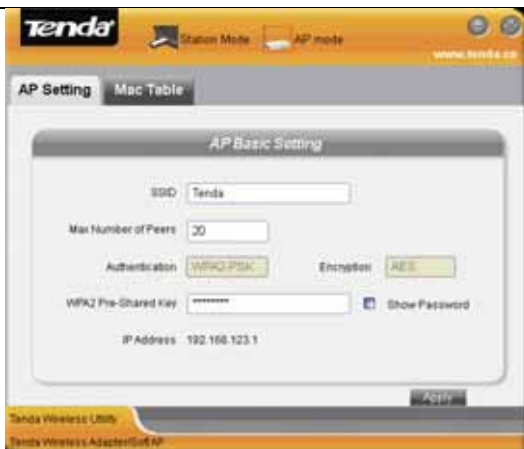 Tenda
Station Mode AP mode
www.tenda.cn
AP Setting Mac Table
AP Basic Setting
SSID Tenda
Max Number of Peers 20
Authentication WPA2-PSK Encryption AES
WPA2 Pre-Shared Key ******** Show Password
IP Address 192.168.123.1
Apply
Tenda Wireless Utility
Tenda Wireless Adapter/Soft AP